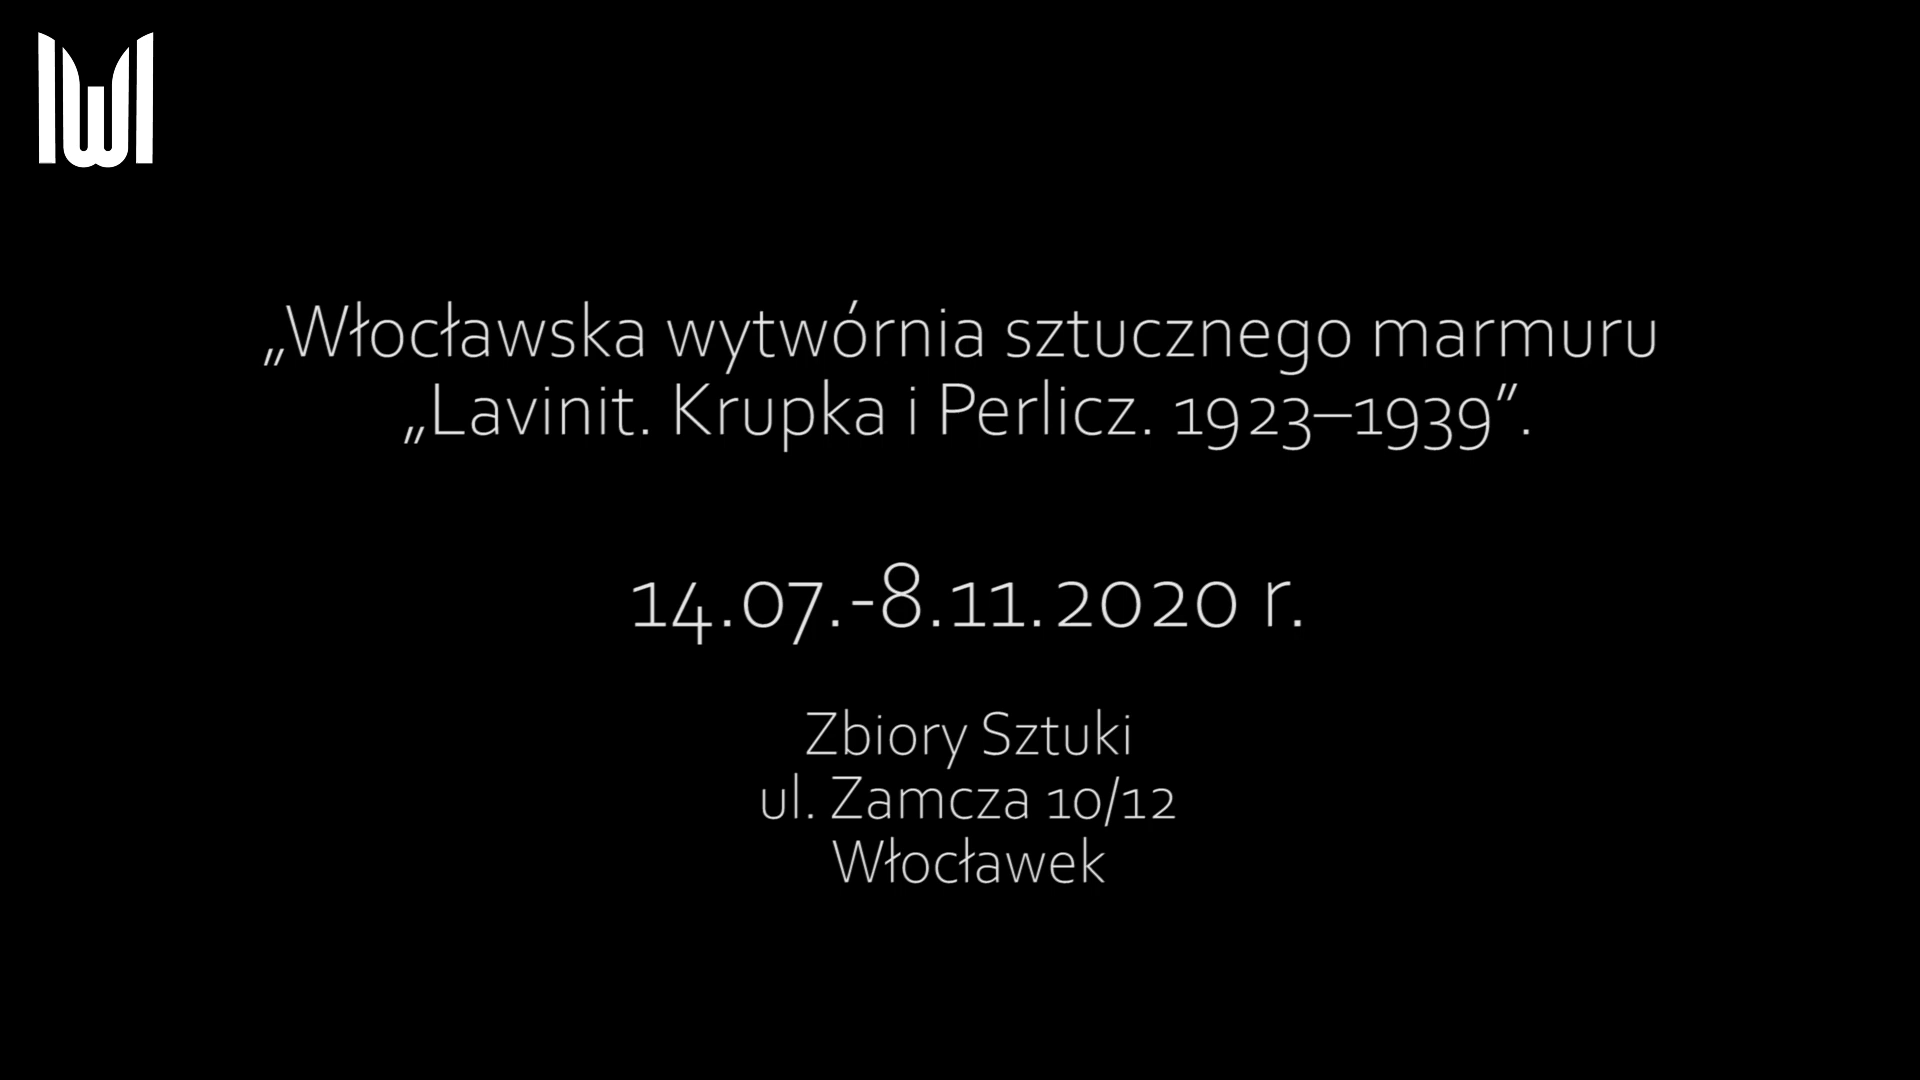 „Włocławska wytwórnia sztucznego marmuru
„Lavinit. Krupka i Perlicz. 1923–1939”.
14.07.-8.11.2020 r.
Zbiory Sztuki
ul. Zamcza 10/12
Włocławek